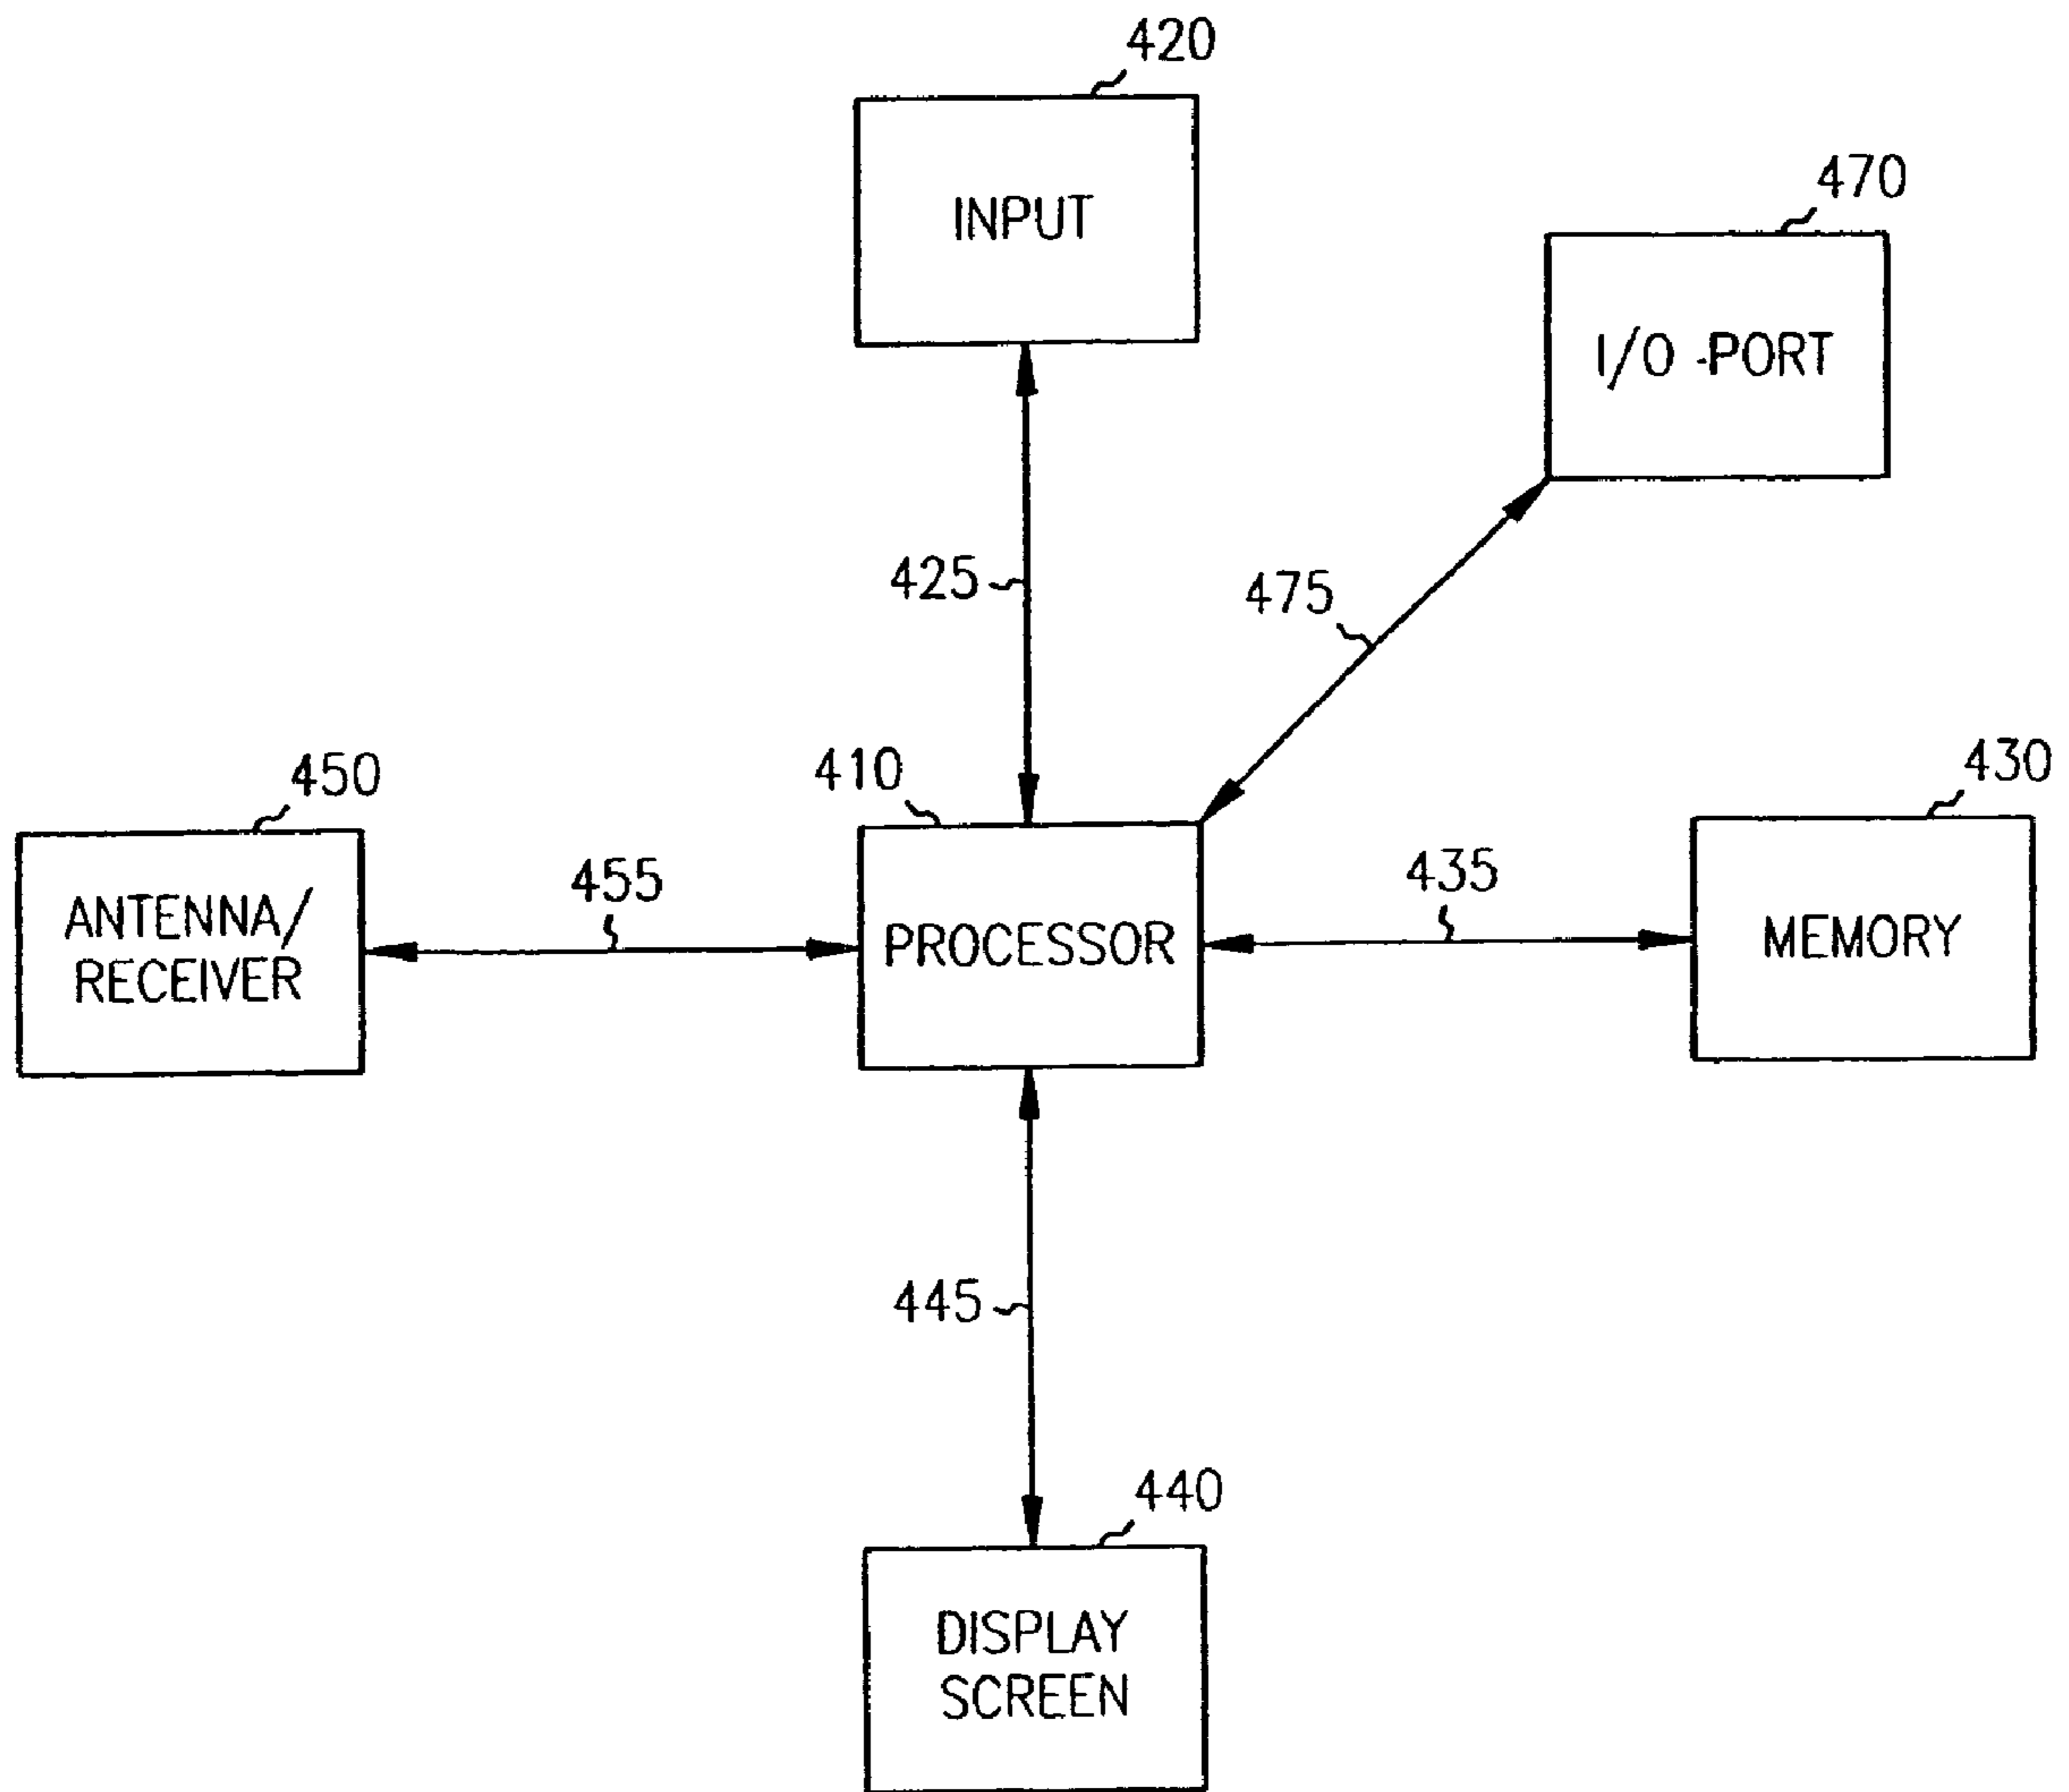 420
INPUT
470
I/O -PORT
425
475
450
410
430
ANTENNA/
RECEIVER
455
PROCESSOR
435
MEMORY
445
440
DISPLAY
SCREEN